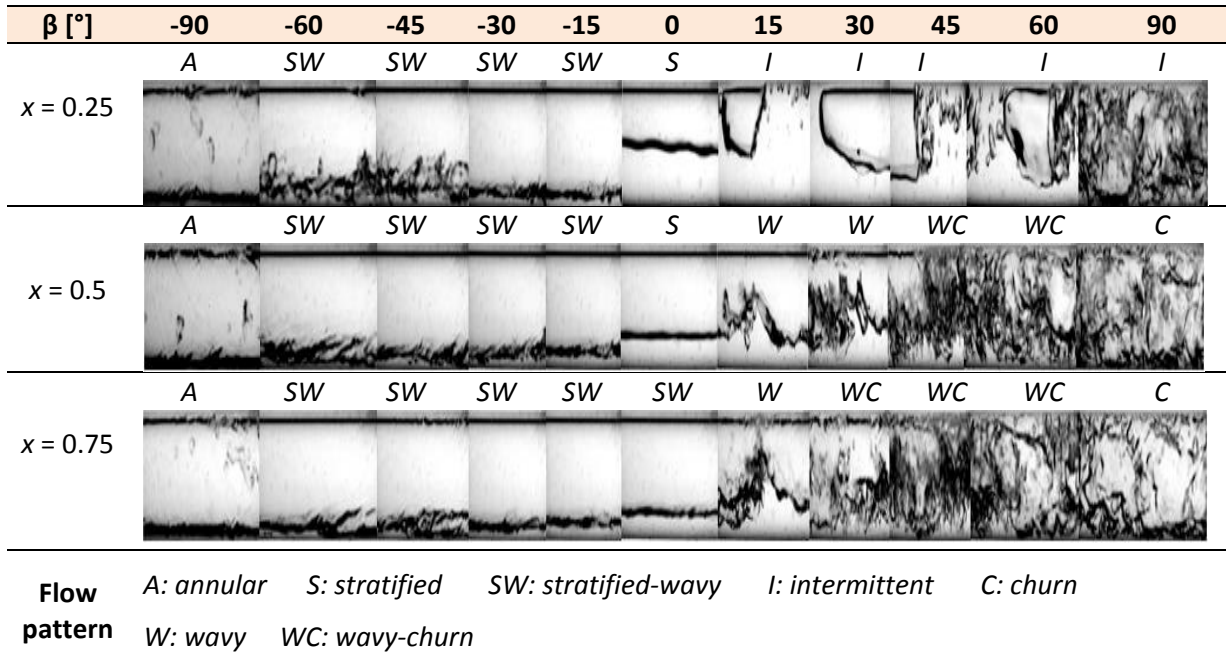 β [°] -90 -60 -45 -30 -15 0 15 30 45 60 90
A SW SW SW SW S I I I I I
x = 0.25
A SW SW SW SW S W W WC WC C
x = 0.5
A SW SW SW SW SW W WC WC WC C
x = 0.75
Flow pattern
A: annular S: stratified SW: stratified-wavy I: intermittent C: churn
W: wavy WC: wavy-churn